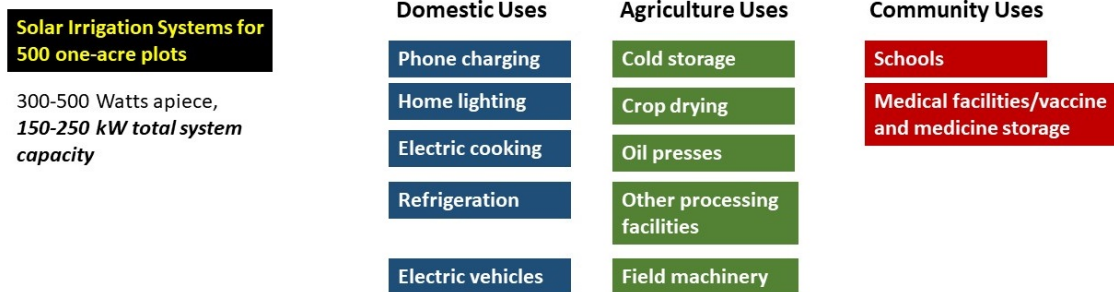 Solar Irrigation Systems for
500 one-acre plots
300-500 Watts apiece,
150-250 kW total system
capacity
Domestic Uses
Phone charging
Home lighting
Electric cooking
Refrigeration
Electric vehicles
Agriculture Uses
Cold storage
Crop drying
Oil presses
Other processing
facilities
Field machinery
Community Uses
Schools
Medical facilities/vaccine
and medicine storage